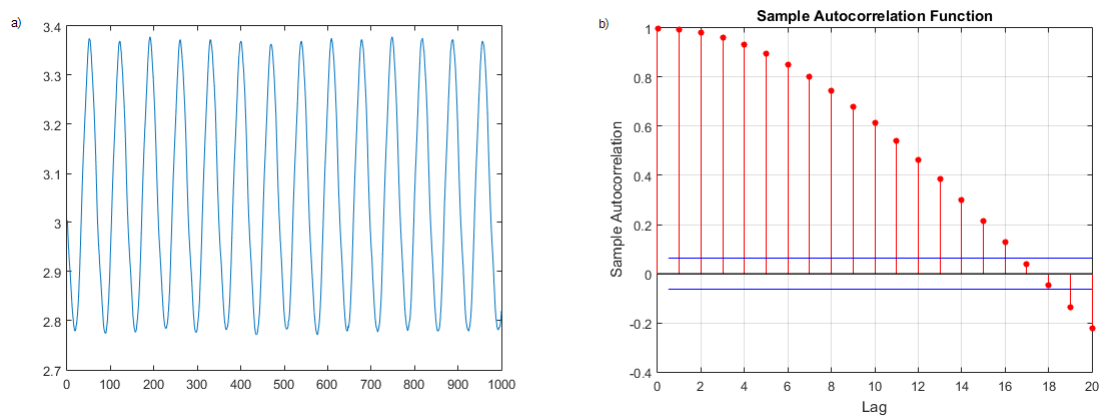 a)
3.4
3.3
3.2
3.1
3
2.9
2.8
2.7
0 100 200 300 400 500 600 700 800 900 1000
b)
Sample Autocorrelation Function
Sample Autocorrelation
1
0.8
0.6
0.4
0.2
0
-0.2
-0.4
0 2 4 6 8 10 12 14 16 18 20
Lag